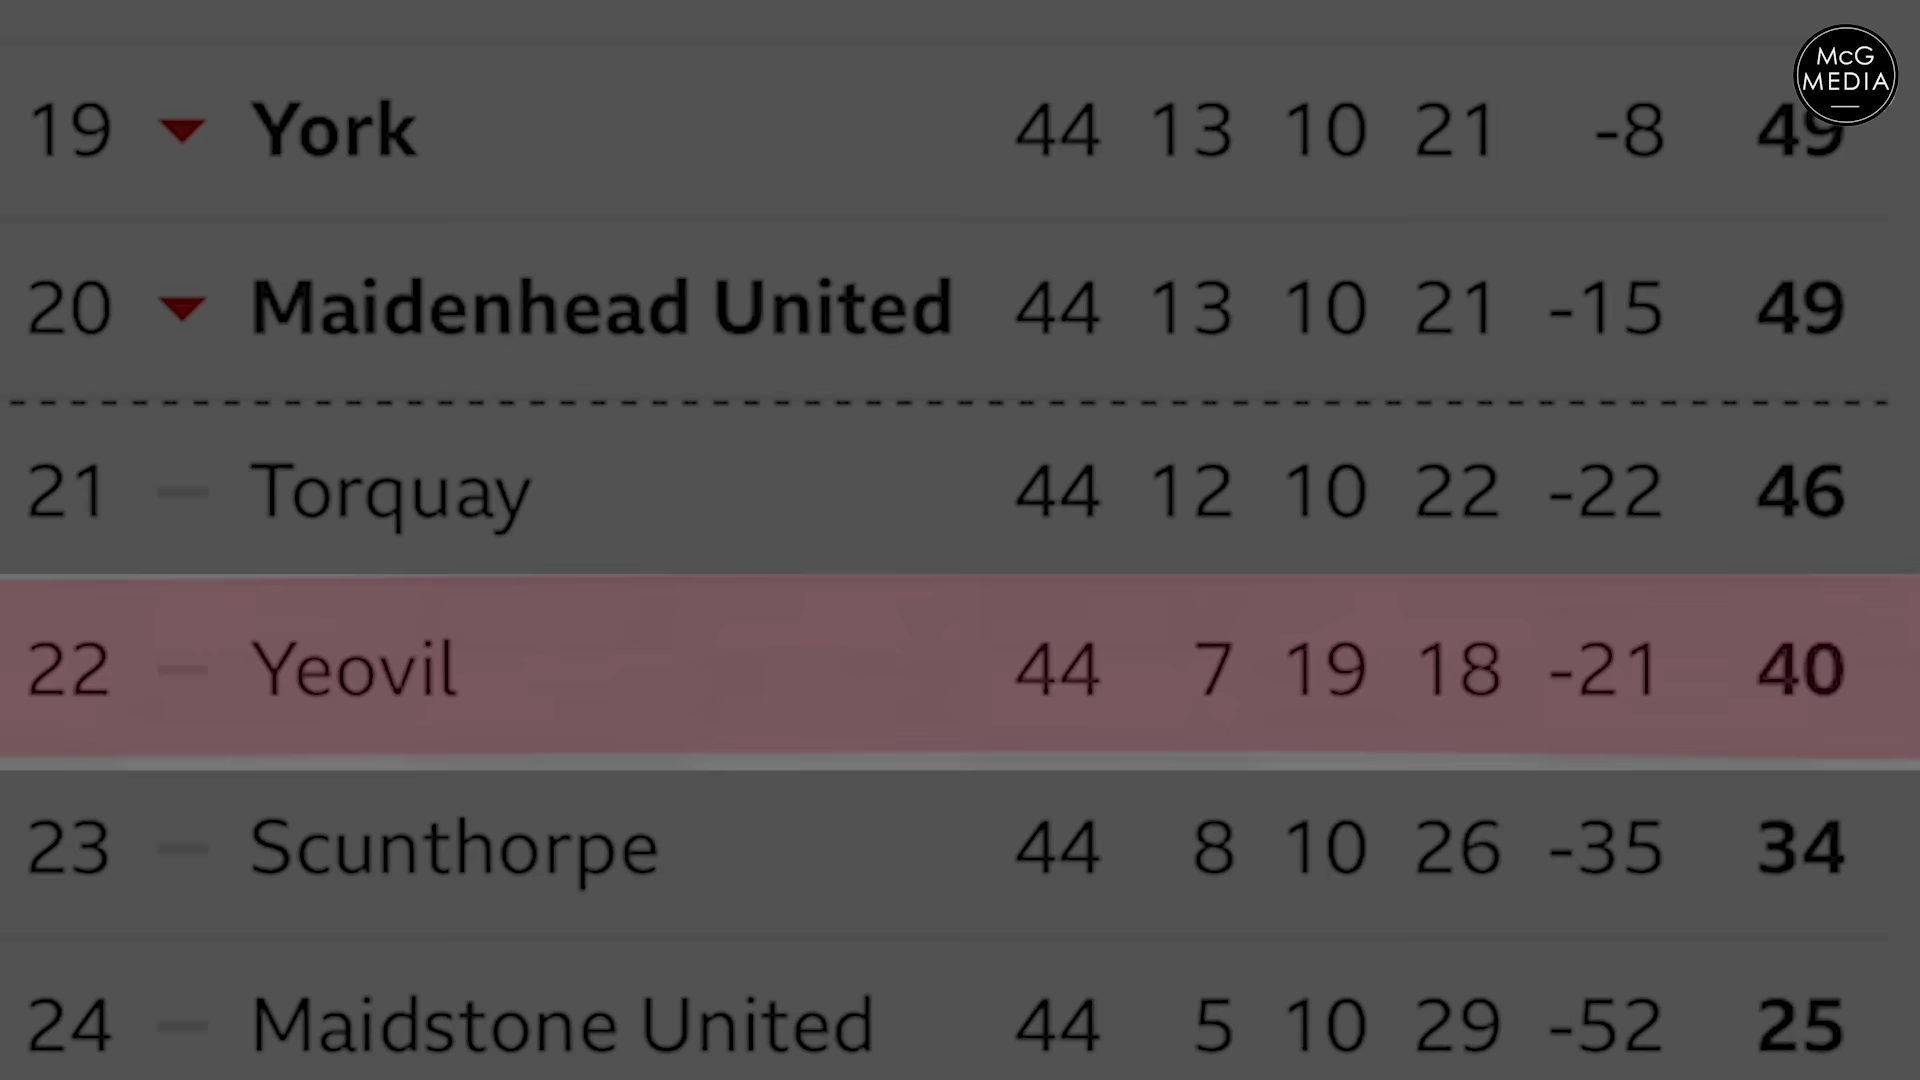 McG
MEDIA
19 York 44 13 10 21 -8 49
20 Maidenhead United 44 13 10 21 -15 49
21 Torquay 44 12 10 22 -22 46
22 Yeovil 44 7 19 18 -21 40
23 Scunthorpe 44 8 10 26 -35 34
24 Maidstone United 44 5 10 29 -52 25